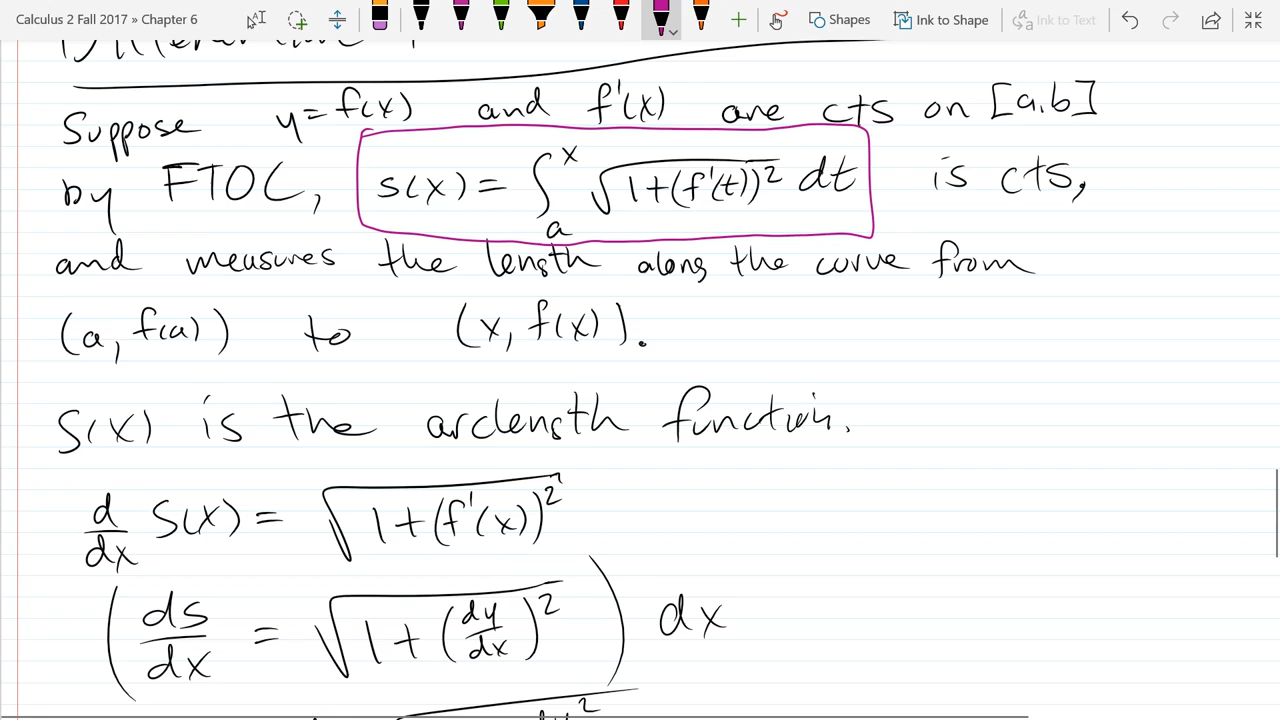 Calculus 2 Fall 2017 » Chapter 6
Shapes
Ink to Shape
Ink to Text
Suppose y=f(x) and f'(x) are cts on [a,b]
by FTOC, s(x) = ∫_a^x √(1+(f'(t))²) dt is cts,
and measures the length along the curve from
(a, f(a)) to (x, f(x)).
S(x) is the arclength function.
d/dx S(x) = √(1+(f'(x))²)
(ds/dx = √(1+(dy/dx)²)) dx